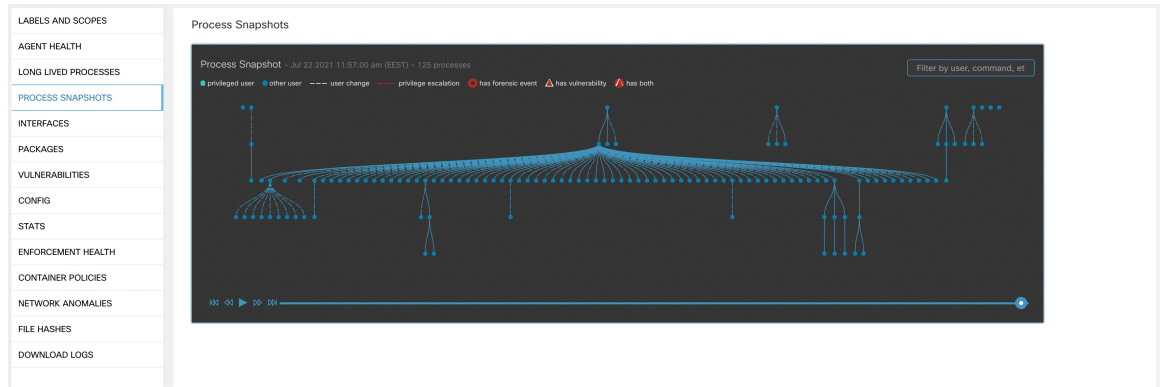 LABELS AND SCOPES
AGENT HEALTH
LONG LIVED PROCESSES
PROCESS SNAPSHOTS
INTERFACES
PACKAGES
VULNERABILITIES
CONFIG
STATS
ENFORCEMENT HEALTH
CONTAINER POLICIES
NETWORK ANOMALIES
FILE HASHES
DOWNLOAD LOGS
Process Snapshots
Process Snapshot - Jul 22 2021 11:57:00 am (EEST) - 125 processes
Filter by user, command, et
privileged user other user user change privilege escalation has forensic event has vulnerability has both